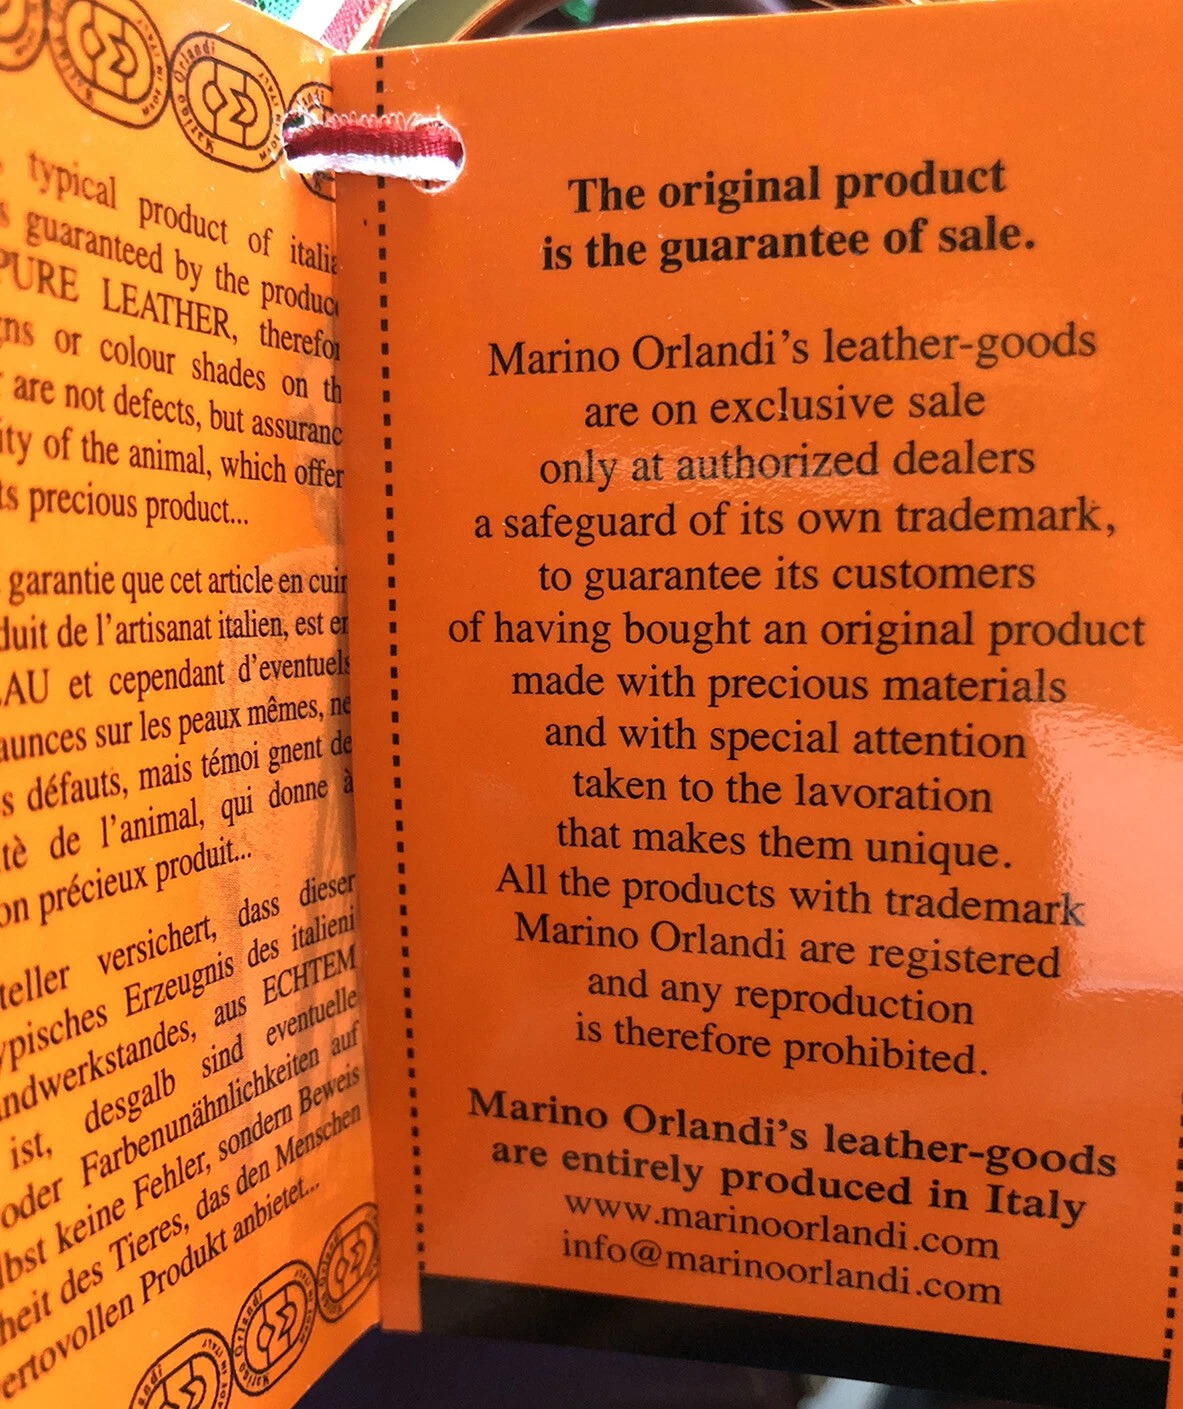 typical product of
guaranteed by the
PURE LEATHER,
or colour shades on
are not defects, but
of the animal, which offer
precious product...
garantie que cet article en
de l'artisanat italien, est
et cependant d'eventuels
sur les peaux mêmes, ne
défauts, mais témoi gnent de
de l'animal, qui donne à
précieux produit...
versichert, dass dieser
Erzeugnis des
aus ECHTEM
ist, desgalb sind eventuelle
oder Farbenunähnlichkeiten auf
keine Fehler, sondern Beweis
des Tieres, das den Menschen
Produkt anbietet...
The original product
is the guarantee of sale.
Marino Orlandi's leather-goods
are on exclusive sale
only at authorized dealers
a safeguard of its own trademark,
to guarantee its customers
of having bought an original product
made with precious materials
and with special attention
taken to the lavoration
that makes them unique.
All the products with trademark
Marino Orlandi are registered
and any reproduction
is therefore prohibited.
Marino Orlandi's leather-goods
are entirely produced in Italy
www.marinoorlandi.com
info@marinoorlandi.com